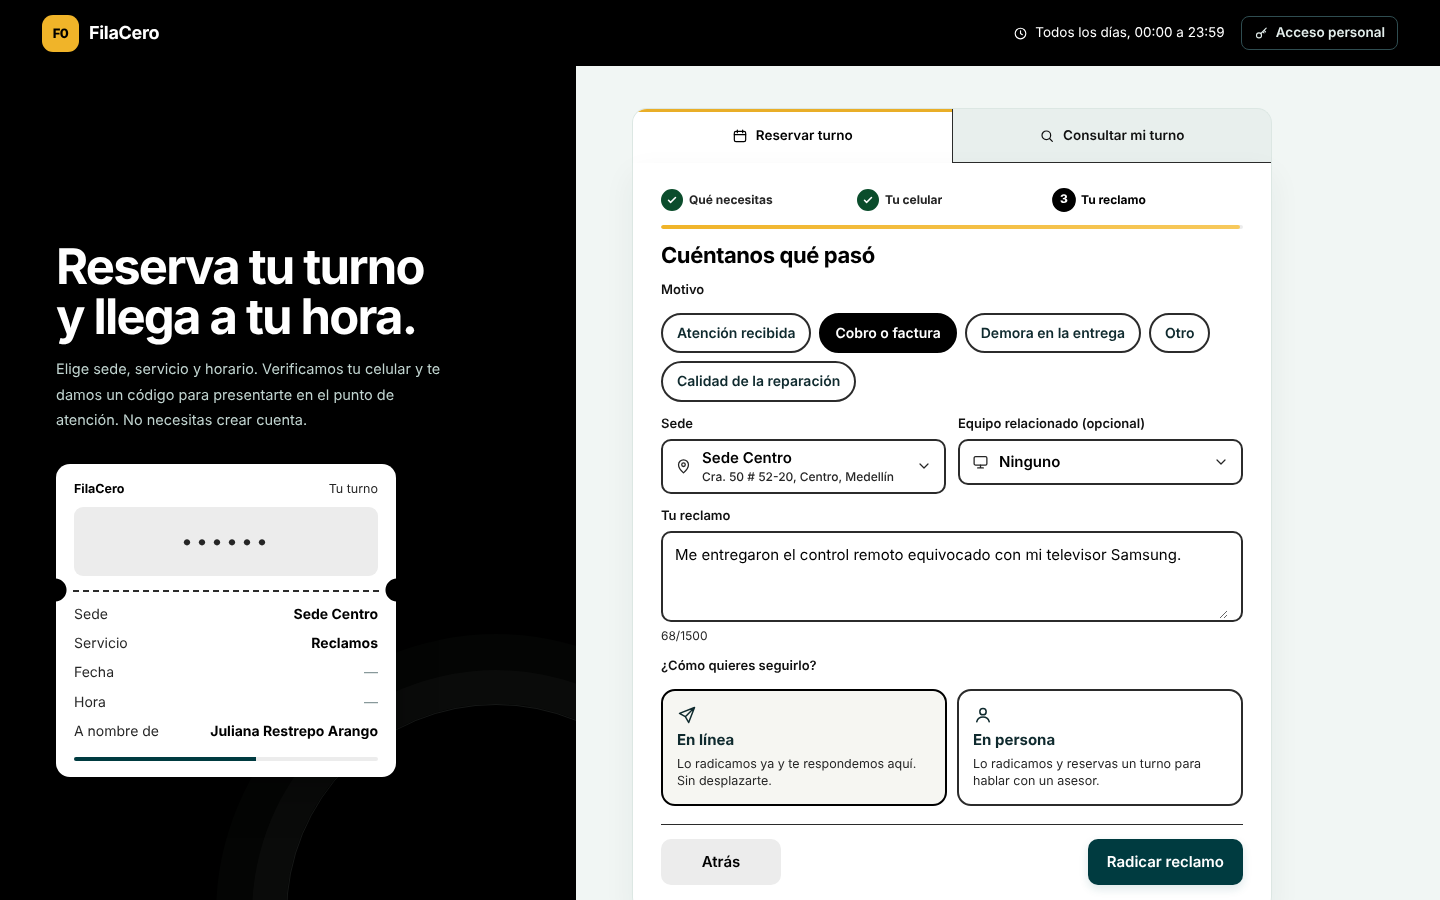 F0 FilaCero
Todos los días, 00:00 a 23:59
Acceso personal
Reserva tu turno
y llega a tu hora.
Elige sede, servicio y horario. Verificamos tu celular y te
damos un código para presentarte en el punto de
atención. No necesitas crear cuenta.
FilaCero Tu turno
••••••
Sede Sede Centro
Servicio Reclamos
Fecha —
Hora —
A nombre de Juliana Restrepo Arango
Reservar turno
Consultar mi turno
Qué necesitas
Tu celular
3 Tu reclamo
Cuéntanos qué pasó
Motivo
Atención recibida
Cobro o factura
Demora en la entrega
Otro
Calidad de la reparación
Sede
Sede Centro
Cra. 50 # 52-20, Centro, Medellín
Equipo relacionado (opcional)
Ninguno
Tu reclamo
Me entregaron el control remoto equivocado con mi televisor Samsung.
68/1500
¿Cómo quieres seguirlo?
En línea
Lo radicamos ya y te respondemos aquí.
Sin desplazarte.
En persona
Lo radicamos y reservas un turno para
hablar con un asesor.
Atrás
Radicar reclamo